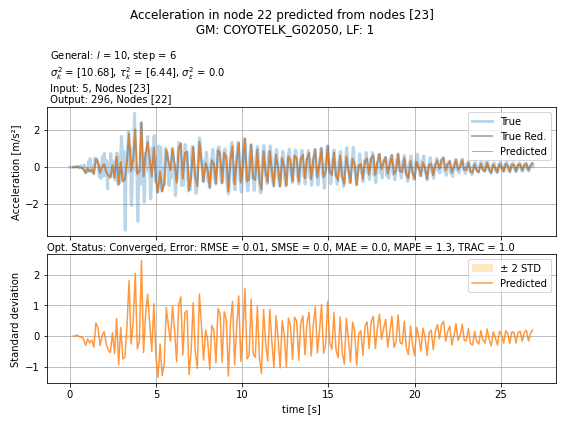 Acceleration in node 22 predicted from nodes [23]
GM: COYOTELK_G02050, LF: 1
General: l = 10, step = 6
σ²ₖ = [10.68], τ²ₖ = [6.44], σ²ε = 0.0
Input: 5, Nodes [23]
Output: 296, Nodes [22]
Acceleration [m/s²]
2
0
−2
True
True Red.
Predicted
Opt. Status: Converged, Error: RMSE = 0.01, SMSE = 0.0, MAE = 0.0, MAPE = 1.3, TRAC = 1.0
Standard deviation
2
1
0
−1
± 2 STD
Predicted
0 5 10 15 20 25
time [s]